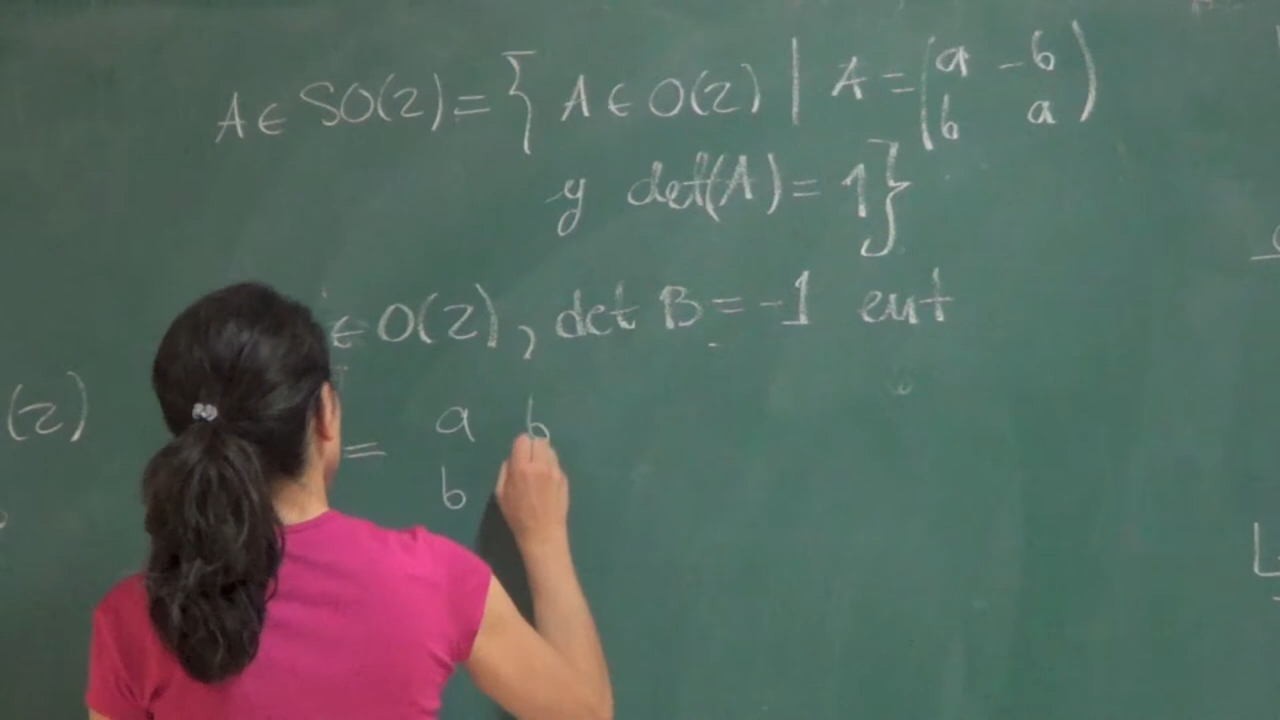 A ∈ SO(2) = { A ∈ O(2) | A = (a -b
b a)
y det(A) = 1}
∈ O(2), det B = -1 ent
(2)
= a b
b